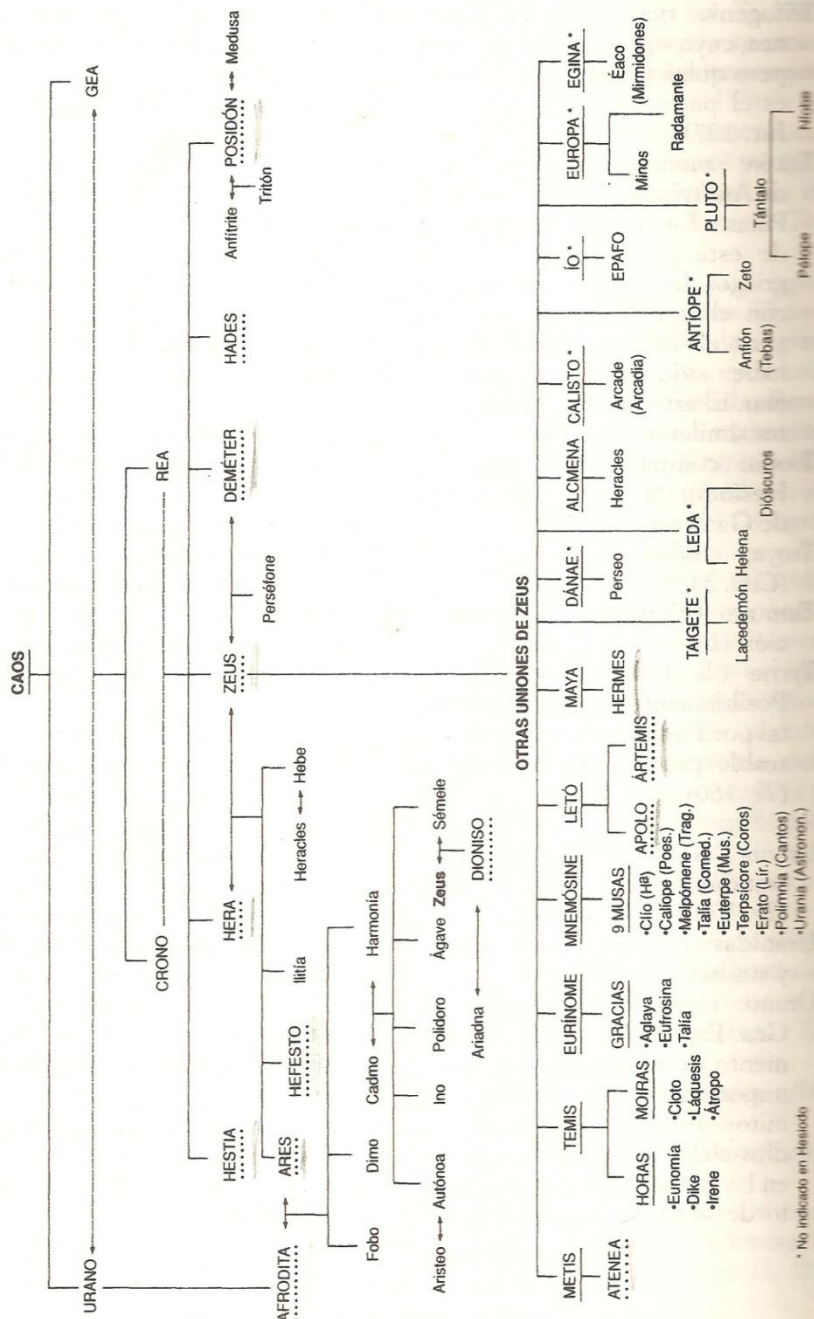 CAOS
URANO GEA
CRONO REA
HESTIA HERA ZEUS DEMÉTER HADES POSIDÓN Medusa
Anfítrite
Tritón
Perséfone
AFRODITA ARES HEFESTO Ilitía Heracles Hebe
Fobo Dimo Cadmo Harmonía
Aristeo Autónoa Ino Polidoro Ágave Zeus Sémele
Ariadna DIONISO
OTRAS UNIONES DE ZEUS
METIS TEMIS EURÍNOME MNEMÓSINE LETÓ MAYA DÁNAE* ALCMENA CALISTO* ÍO* EUROPA* EGINA*
ATENEA HORAS MOIRAS GRACIAS 9 MUSAS APOLO ÁRTEMIS HERMES Perseo Heracles Arcade EPAFO Minos Radamante Éaco
(Arcadia) (Mirmidones)
•Eunomía •Cloto •Aglaya •Clío (Hª)
•Dike •Láquesis •Eufrosina •Calíope (Poes.)
•Irene •Átropo •Talía •Melpómene (Trag.)
•Talía (Comed.)
•Euterpe (Mus.)
•Terpsícore (Coros)
•Erato (Lír.)
•Polimnia (Cantos)
•Urania (Astronon.)
TAIGETE* LEDA* ANTÍOPE* PLUTO*
Lacedemón Helena Dióscuros Anfión Zeto Tántalo
(Tebas)
Pélope Níobe
* No indicado en Hesíodo